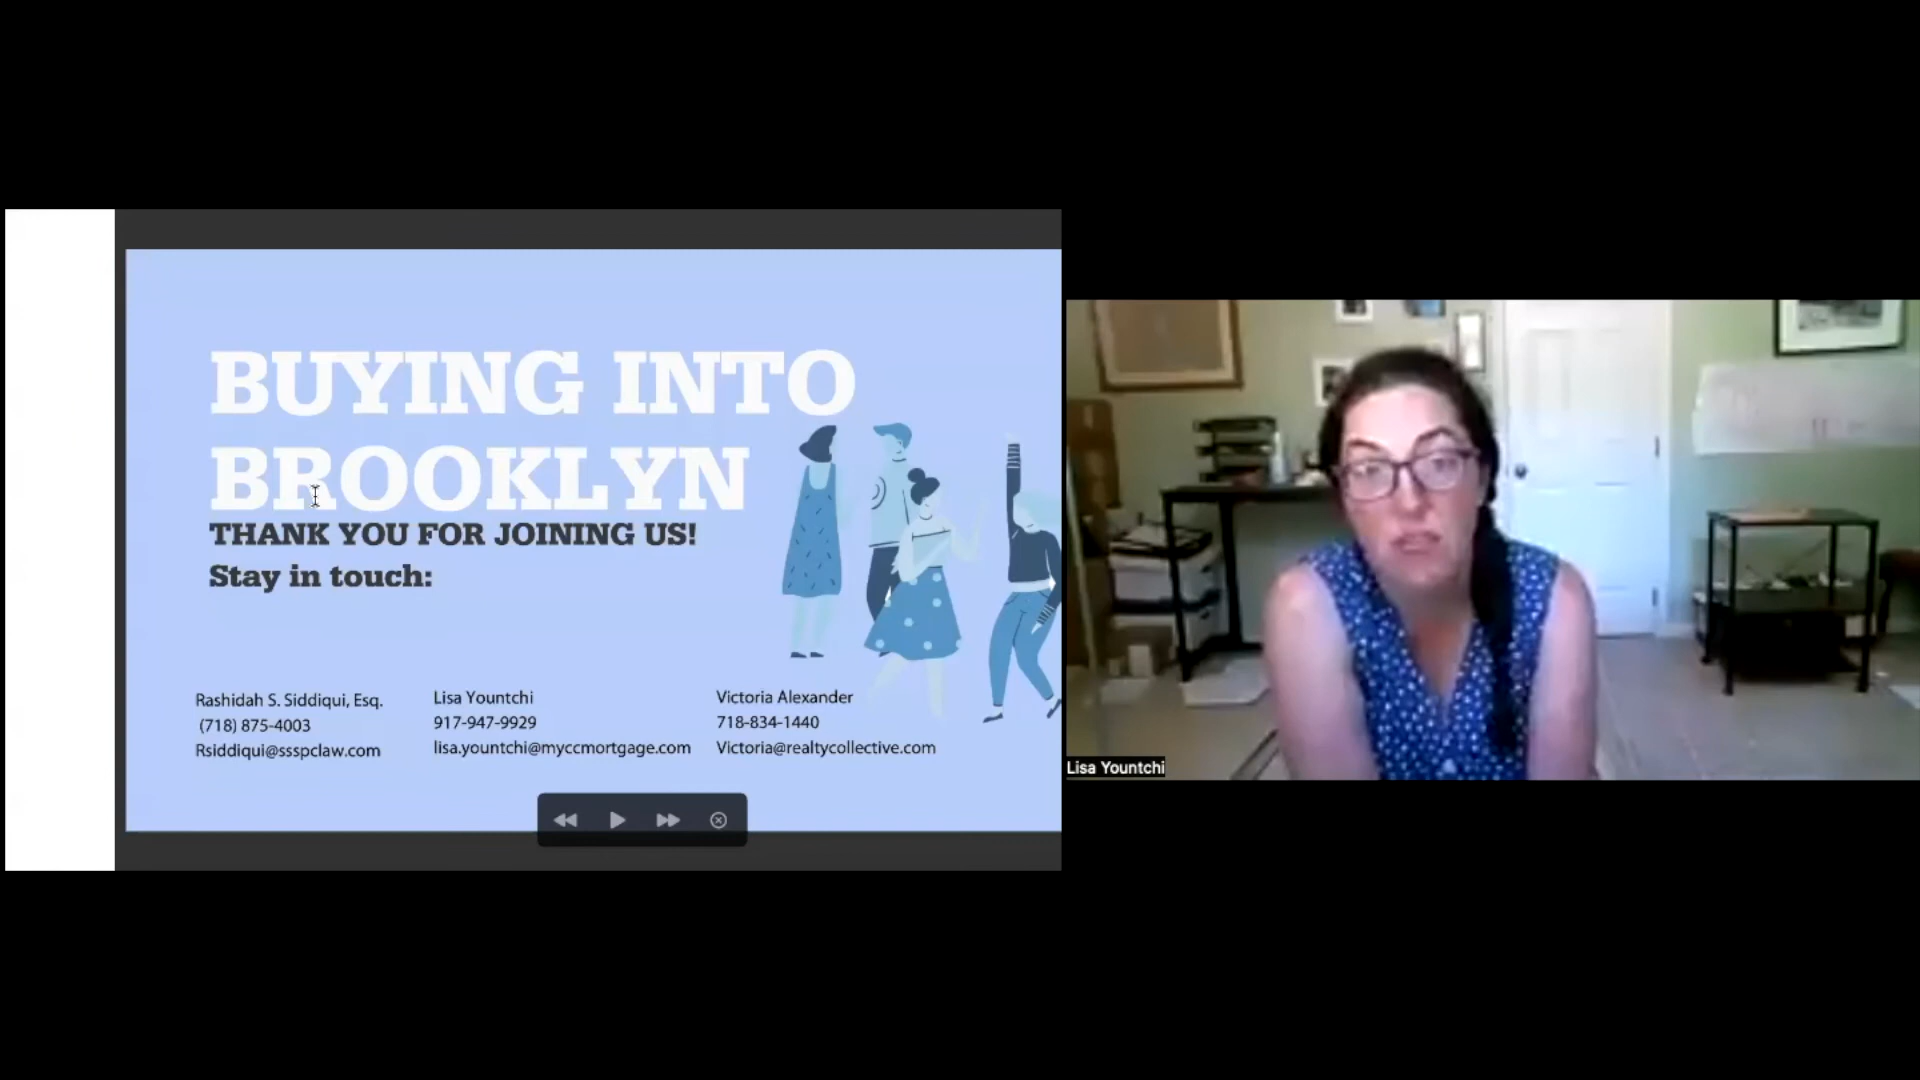 BUYING INTO
BROOKLYN
THANK YOU FOR JOINING US!
Stay in touch:
Rashidah S. Siddiqui, Esq.
(718) 875-4003
Rsiddiqui@ssspclaw.com
Lisa Yountchi
917-947-9929
lisa.yountchi@myccmortgage.com
Victoria Alexander
718-834-1440
Victoria@realtycollective.com
Lisa Yountchi